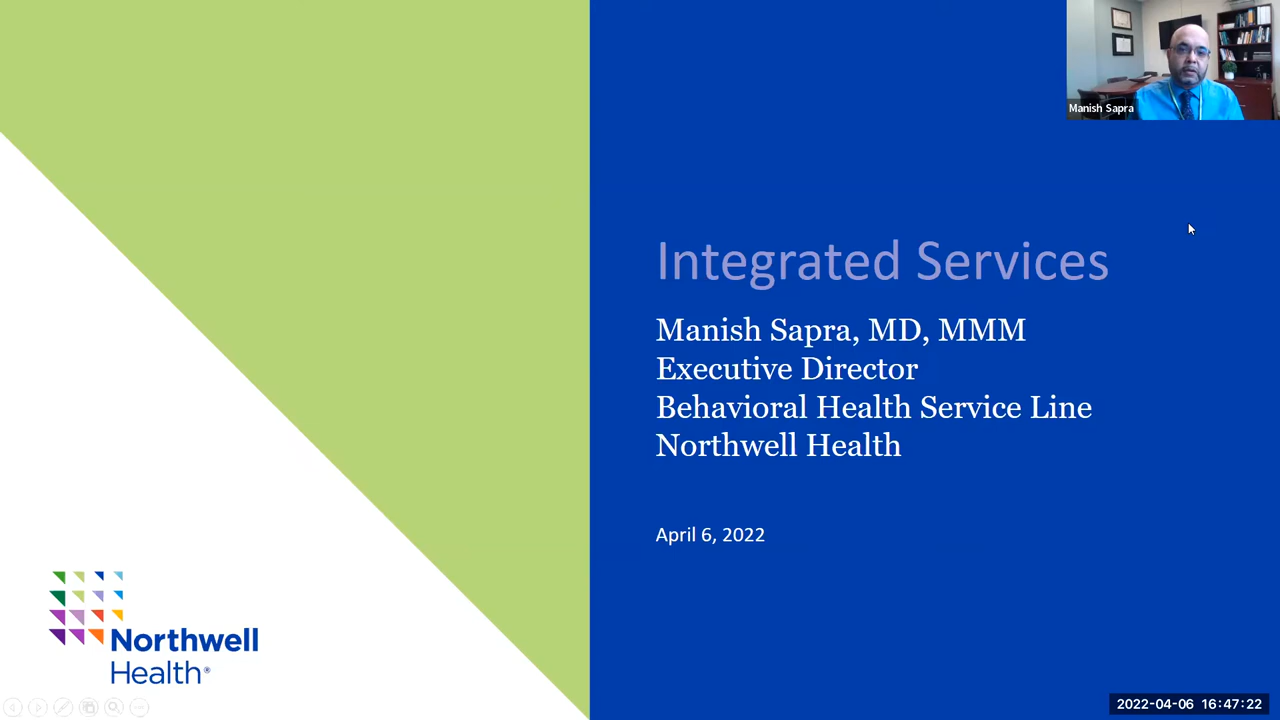 Manish Sapra
Integrated Services
Manish Sapra, MD, MMM
Executive Director
Behavioral Health Service Line
Northwell Health
April 6, 2022
Northwell
Health®
2022-04-06 16:47:22